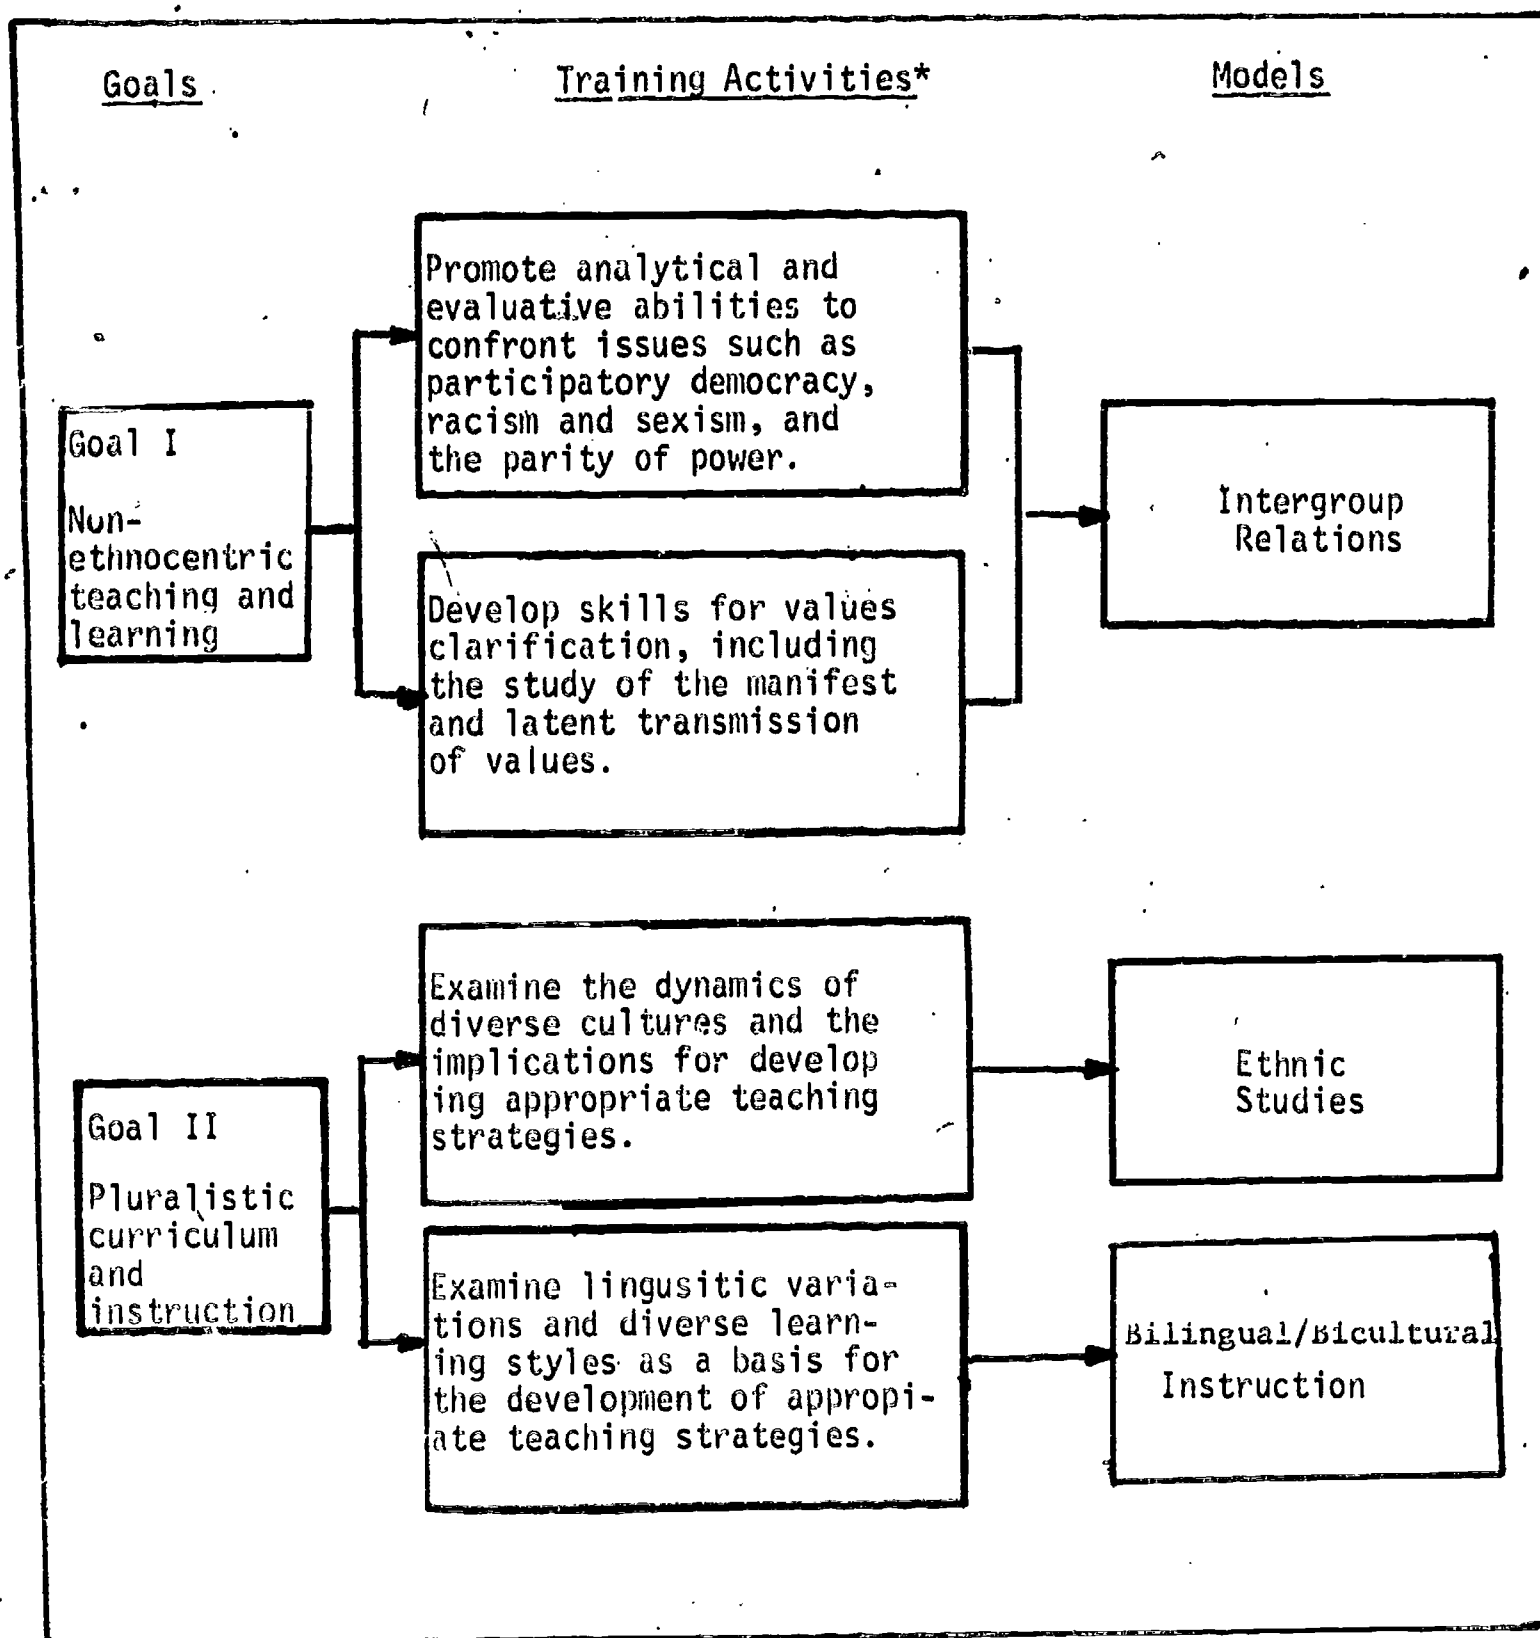 Goals
Training Activities*
Models
Goal I
Non-
ethnocentric
teaching and
learning
Promote analytical and
evaluative abilities to
confront issues such as
participatory democracy,
racism and sexism, and
the parity of power.
Develop skills for values
clarification, including
the study of the manifest
and latent transmission
of values.
Intergroup
Relations
Goal II
Pluralistic
curriculum
and
instruction
Examine the dynamics of
diverse cultures and the
implications for develop
ing appropriate teaching
strategies.
Examine lingusitic varia-
tions and diverse learn-
ing styles as a basis for
the development of appropi-
ate teaching strategies.
Ethnic
Studies
Bilingual/Bicultural
Instruction